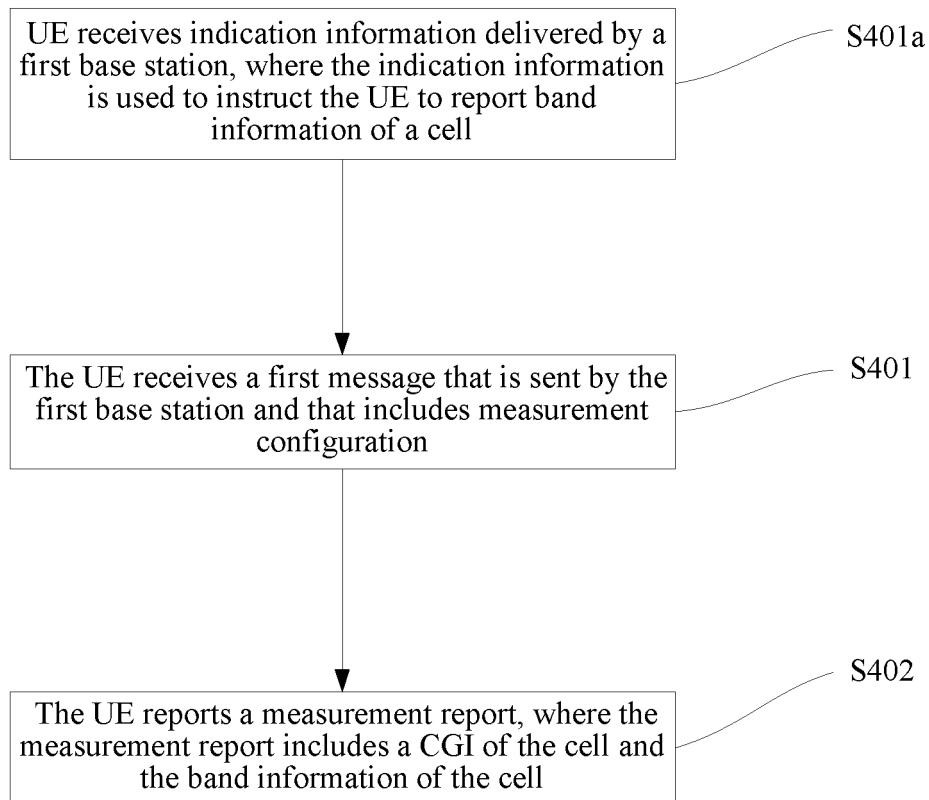 UE receives indication information delivered by a
first base station, where the indication information
is used to instruct the UE to report band
information of a cell
S401a
The UE receives a first message that is sent by the
first base station and that includes measurement
configuration
S401
The UE reports a measurement report, where the
measurement report includes a CGI of the cell and
the band information of the cell
S402